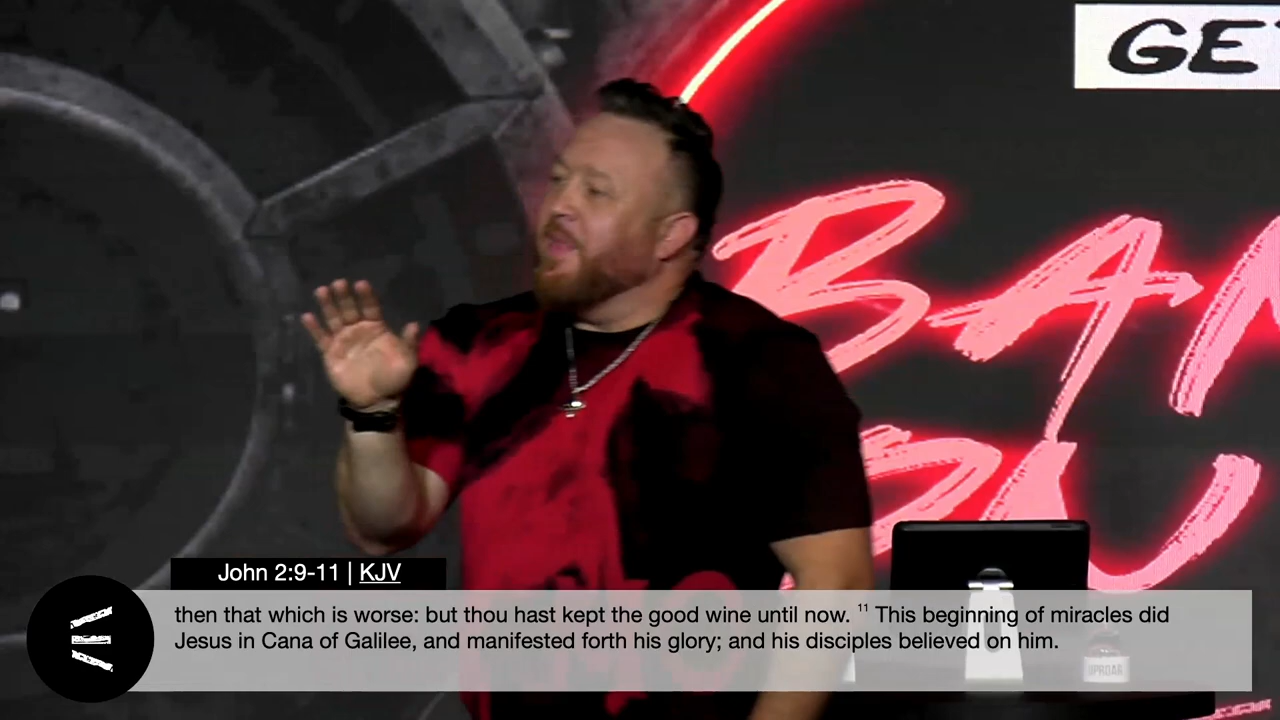 GE
BAN
John 2:9-11 | KJV
then that which is worse: but thou hast kept the good wine until now. 11 This beginning of miracles did
Jesus in Cana of Galilee, and manifested forth his glory; and his disciples believed on him.
UPROAR